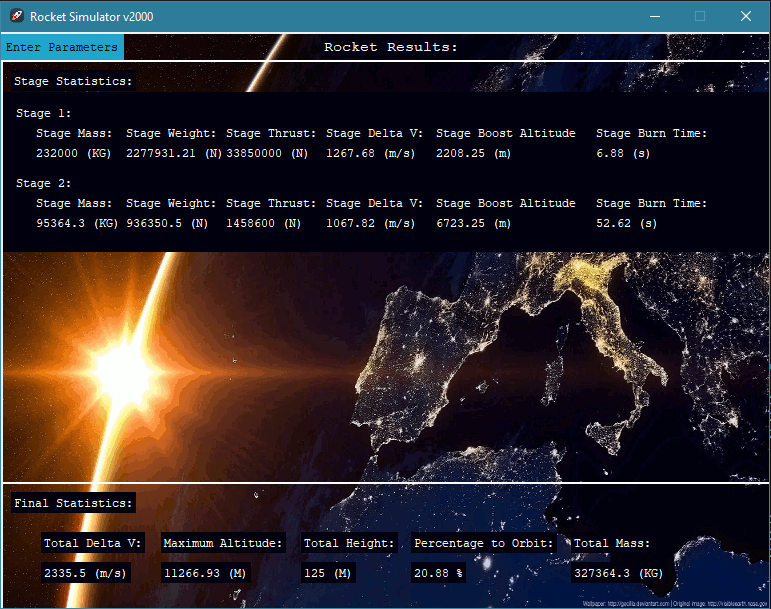 Rocket Simulator v2000
Enter Parameters Rocket Results:
Stage Statistics:
Stage 1:
Stage Mass: Stage Weight: Stage Thrust: Stage Delta V: Stage Boost Altitude Stage Burn Time:
232000 (KG) 2277931.21 (N) 33850000 (N) 1267.68 (m/s) 2208.25 (m) 6.88 (s)
Stage 2:
Stage Mass: Stage Weight: Stage Thrust: Stage Delta V: Stage Boost Altitude Stage Burn Time:
95364.3 (KG) 936350.5 (N) 1458600 (N) 1067.82 (m/s) 6723.25 (m) 52.62 (s)
Final Statistics:
Total Delta V: Maximum Altitude: Total Height: Percentage to Orbit: Total Mass:
2335.5 (m/s) 11266.93 (M) 125 (M) 20.88 % 327364.3 (KG)
Wallpaper: http://geolila.deviantart.com | Original image: http://visibleearth.nasa.gov